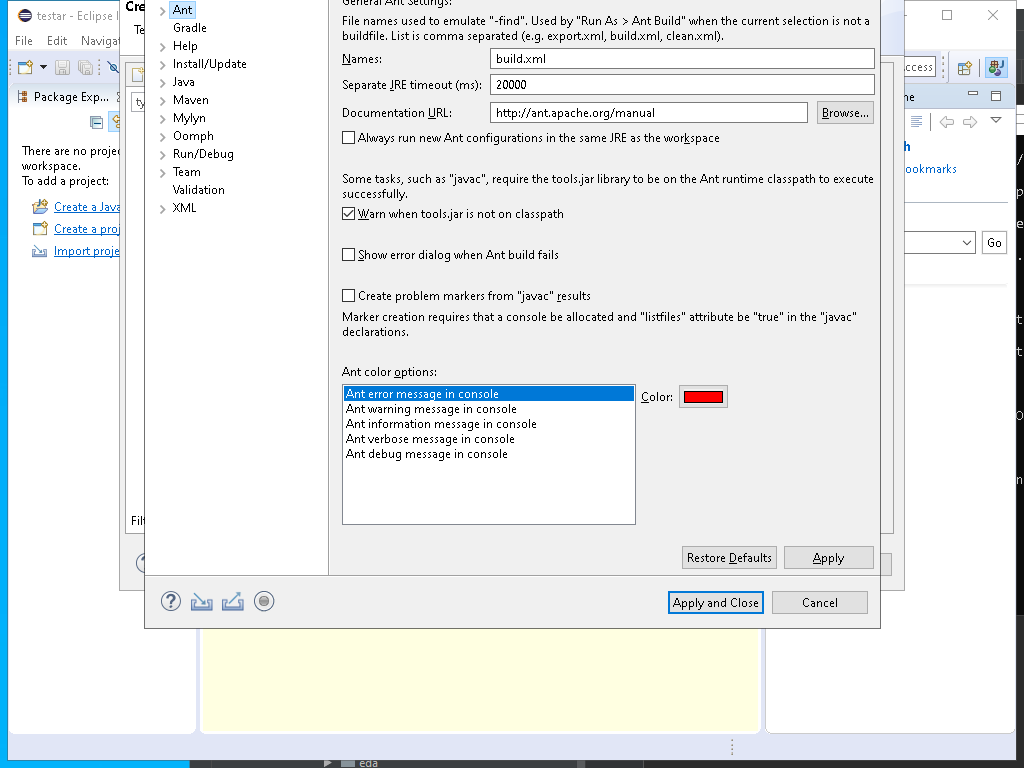 testar - Eclipse I
File Edit Navigat
Package Exp...
There are no projec
workspace.
To add a project:
Create a Java
Create a proj
Import proje
Cre
Te
ty
Filt
Ant
Gradle
Help
Install/Update
Java
Maven
Mylyn
Oomph
Run/Debug
Team
Validation
XML
General Ant Settings:
File names used to emulate "-find". Used by "Run As > Ant Build" when the current selection is not a
buildfile. List is comma separated (e.g. export.xml, build.xml, clean.xml).
Names: build.xml
Separate JRE timeout (ms): 20000
Documentation URL: http://ant.apache.org/manual Browse...
Always run new Ant configurations in the same JRE as the workspace
Some tasks, such as "javac", require the tools.jar library to be on the Ant runtime classpath to execute
successfully.
Warn when tools.jar is not on classpath
Show error dialog when Ant build fails
Create problem markers from "javac" results
Marker creation requires that a console be allocated and "listfiles" attribute be "true" in the "javac"
declarations.
Ant color options:
Ant error message in console
Ant warning message in console
Ant information message in console
Ant verbose message in console
Ant debug message in console
Color:
Restore Defaults Apply
Apply and Close Cancel
ccess
ne
h
ookmarks
Go
eda